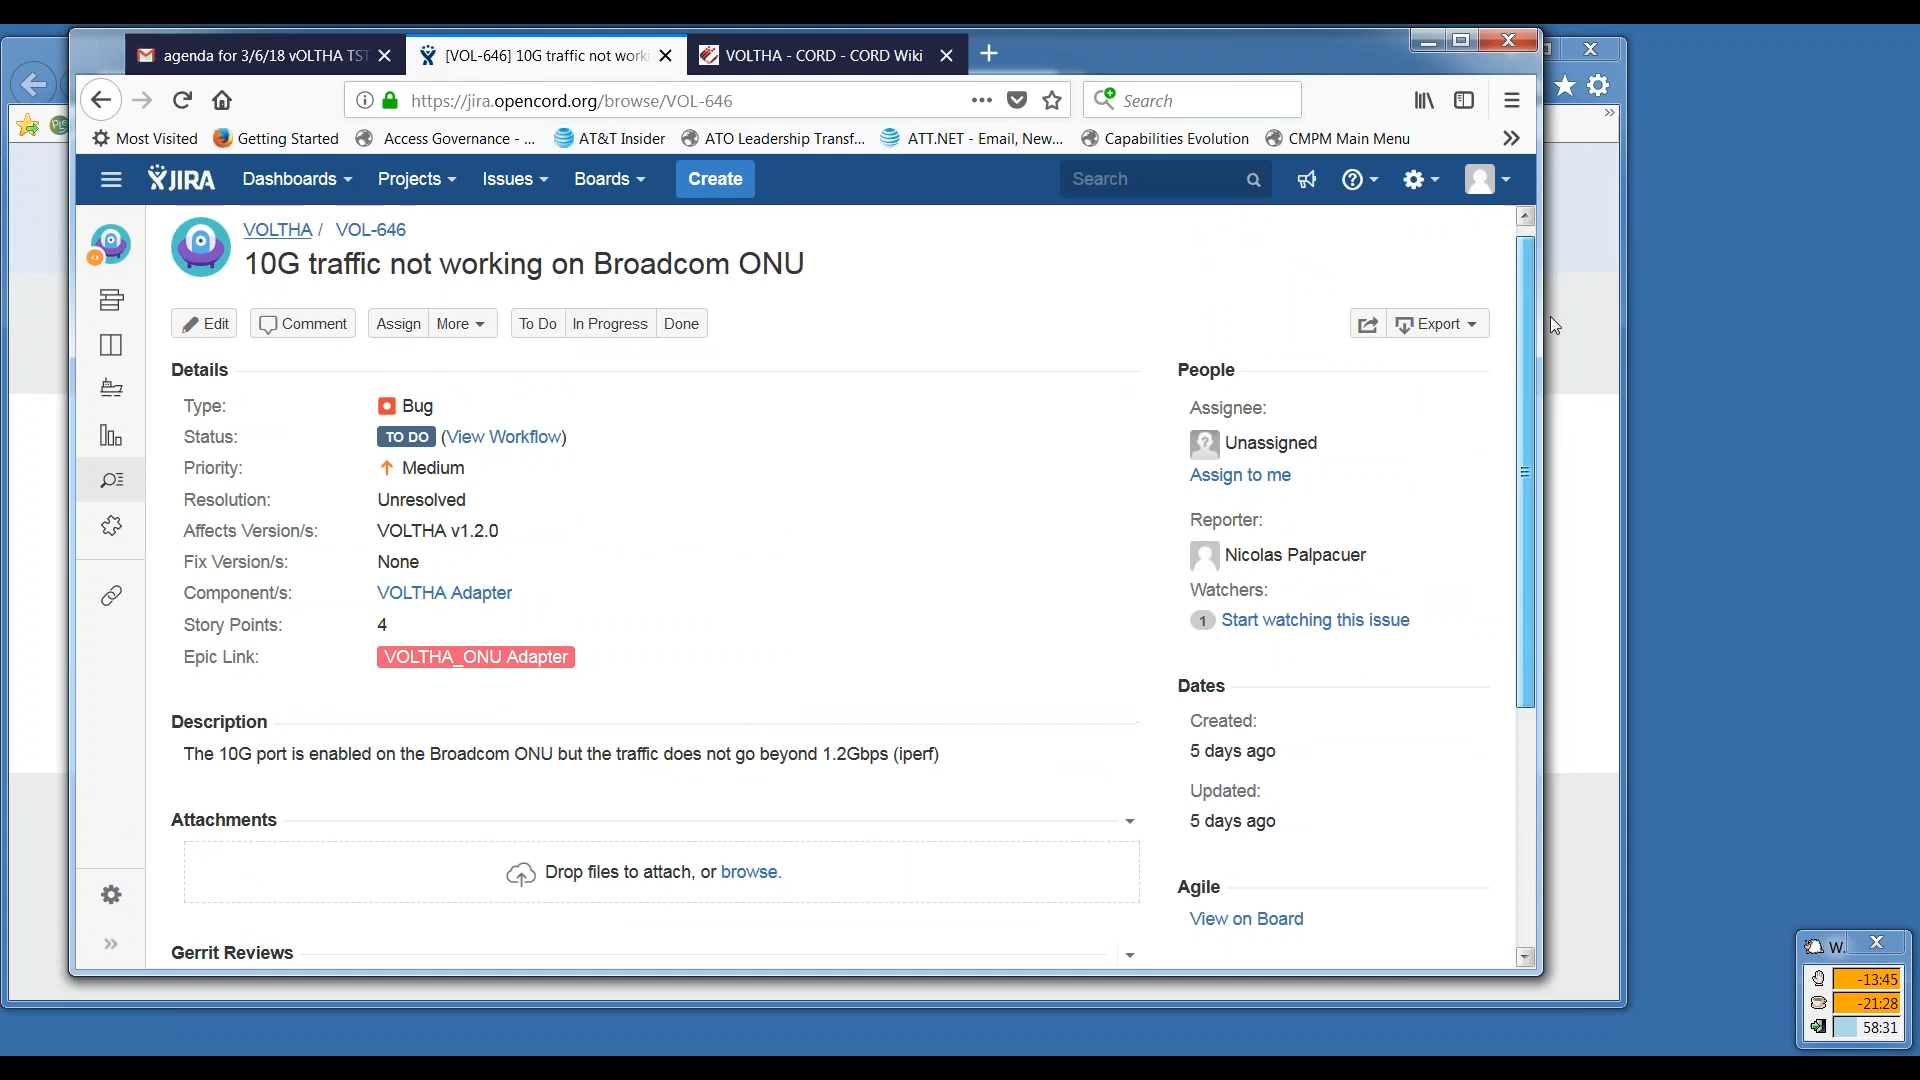 agenda for 3/6/18 vOLTHA TST
[VOL-646] 10G traffic not worki
VOLTHA - CORD - CORD Wiki
https://jira.opencord.org/browse/VOL-646
Search
Most Visited
Getting Started
Access Governance - ...
AT&T Insider
ATO Leadership Transf...
ATT.NET - Email, New...
Capabilities Evolution
CMPM Main Menu
JIRA
Dashboards
Projects
Issues
Boards
Create
Search
VOLTHA / VOL-646
10G traffic not working on Broadcom ONU
Edit
Comment
Assign
More
To Do
In Progress
Done
Export
Details
Type: Bug
Status: TO DO (View Workflow)
Priority: Medium
Resolution: Unresolved
Affects Version/s: VOLTHA v1.2.0
Fix Version/s: None
Component/s: VOLTHA Adapter
Story Points: 4
Epic Link: VOLTHA_ONU Adapter
Description
The 10G port is enabled on the Broadcom ONU but the traffic does not go beyond 1.2Gbps (iperf)
Attachments
Drop files to attach, or browse.
Gerrit Reviews
People
Assignee:
Unassigned
Assign to me
Reporter:
Nicolas Palpacuer
Watchers:
1 Start watching this issue
Dates
Created:
5 days ago
Updated:
5 days ago
Agile
View on Board
W.
-13:45
-21:28
58:31